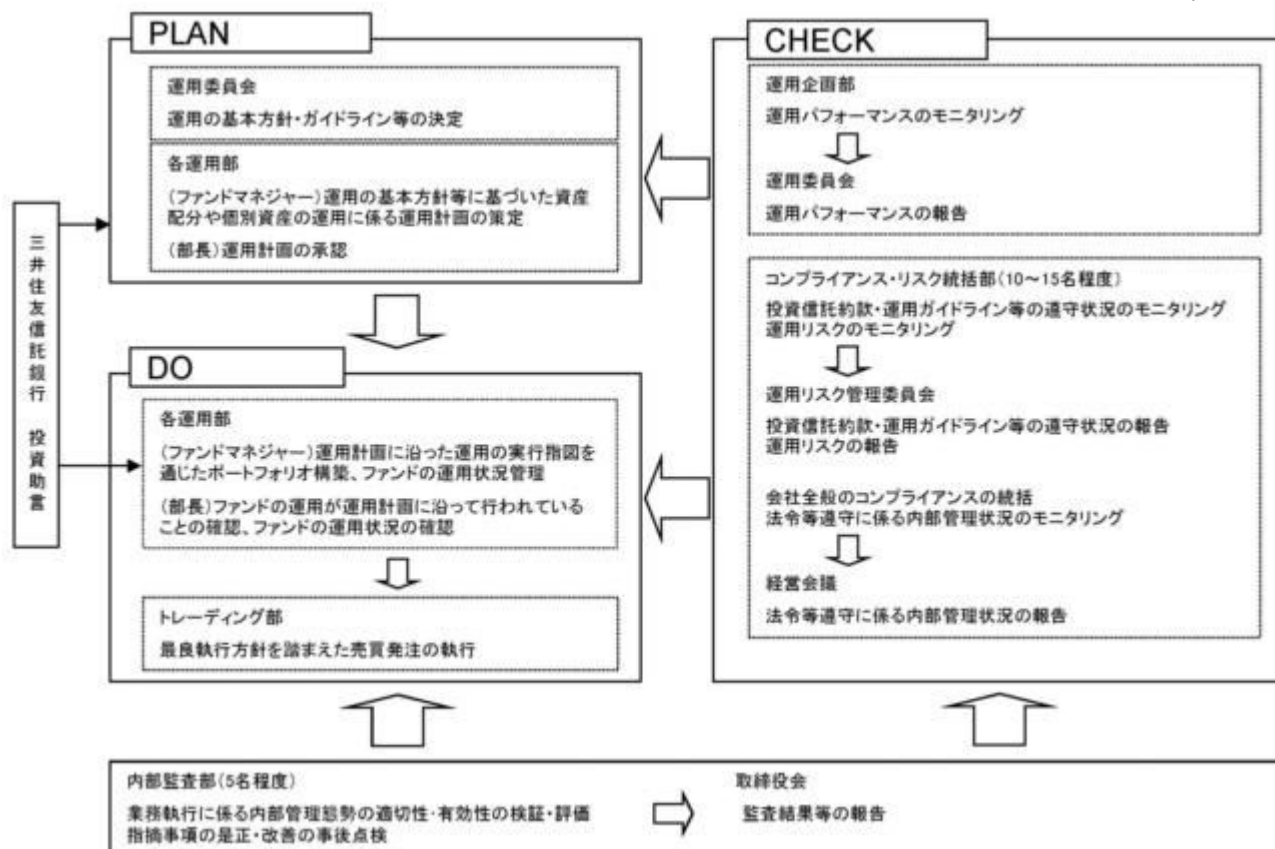 PLAN
運用委員会
運用の基本方針・ガイドライン等の決定
各運用部
(ファンドマネジャー)運用の基本方針等に基づいた資産
配分や個別資産の運用に係る運用計画の策定
(部長)運用計画の承認
三井住友信託銀行 投資助言
DO
各運用部
(ファンドマネジャー)運用計画に沿った運用の実行指図を
通じたポートフォリオ構築、ファンドの運用状況管理
(部長)ファンドの運用が運用計画に沿って行われている
ことの確認、ファンドの運用状況の確認
トレーディング部
最良執行方針を踏まえた売買発注の執行
CHECK
運用企画部
運用パフォーマンスのモニタリング
運用委員会
運用パフォーマンスの報告
コンプライアンス・リスク統括部(10～15名程度)
投資信託約款・運用ガイドライン等の遵守状況のモニタリング
運用リスクのモニタリング
運用リスク管理委員会
投資信託約款・運用ガイドライン等の遵守状況の報告
運用リスクの報告
会社全般のコンプライアンスの統括
法令等遵守に係る内部管理状況のモニタリング
経営会議
法令等遵守に係る内部管理状況の報告
内部監査部(5名程度)
業務執行に係る内部管理態勢の適切性・有効性の検証・評価
指摘事項の是正・改善の事後点検
取締役会
監査結果等の報告